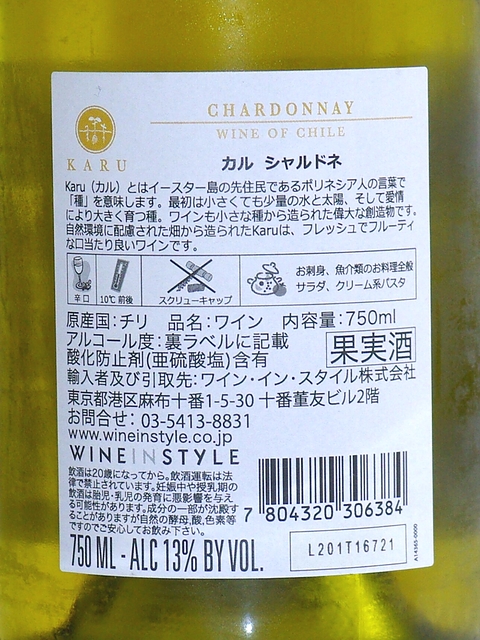 CHARDONNAY
WINE OF CHILE
KARU
カル シャルドネ
Karu（カル）とはイースター島の先住民であるポリネシア人の言葉で
「種」を意味します。最初は小さくても少量の水と太陽、そして愛情
により大きく育つ種。ワインも小さな種から造られた偉大な創造物です。
自然環境に配慮された畑から造られたKaruは、フレッシュでフルーティ
な口当たり良いワインです。
辛口
10℃ 前後
スクリューキャップ
お刺身、魚介類のお料理全般
サラダ、クリーム系パスタ
原産国：チリ 品名：ワイン 内容量：750ml
アルコール度：裏ラベルに記載
酸化防止剤(亜硫酸塩)含有
果実酒
輸入者及び引取先：ワイン・イン・スタイル株式会社
東京都港区麻布十番1-5-30 十番董友ビル2階
お問合せ：03-5413-8831
www.wineinstyle.co.jp
WINEINSTYLE
飲酒は20歳になってから。飲酒運転は法
律で禁止されています。妊娠中や授乳期の
飲酒は胎児・乳児の発育に悪影響を与え
る可能性があります。成分の一部が沈殿す
ることがありますが自然の酵母,酸,色素等
ですのでご安心してお飲み下さい。
7 804320 306384
750 ML - ALC 13% BY VOL.
L201T16721
A14365-0000